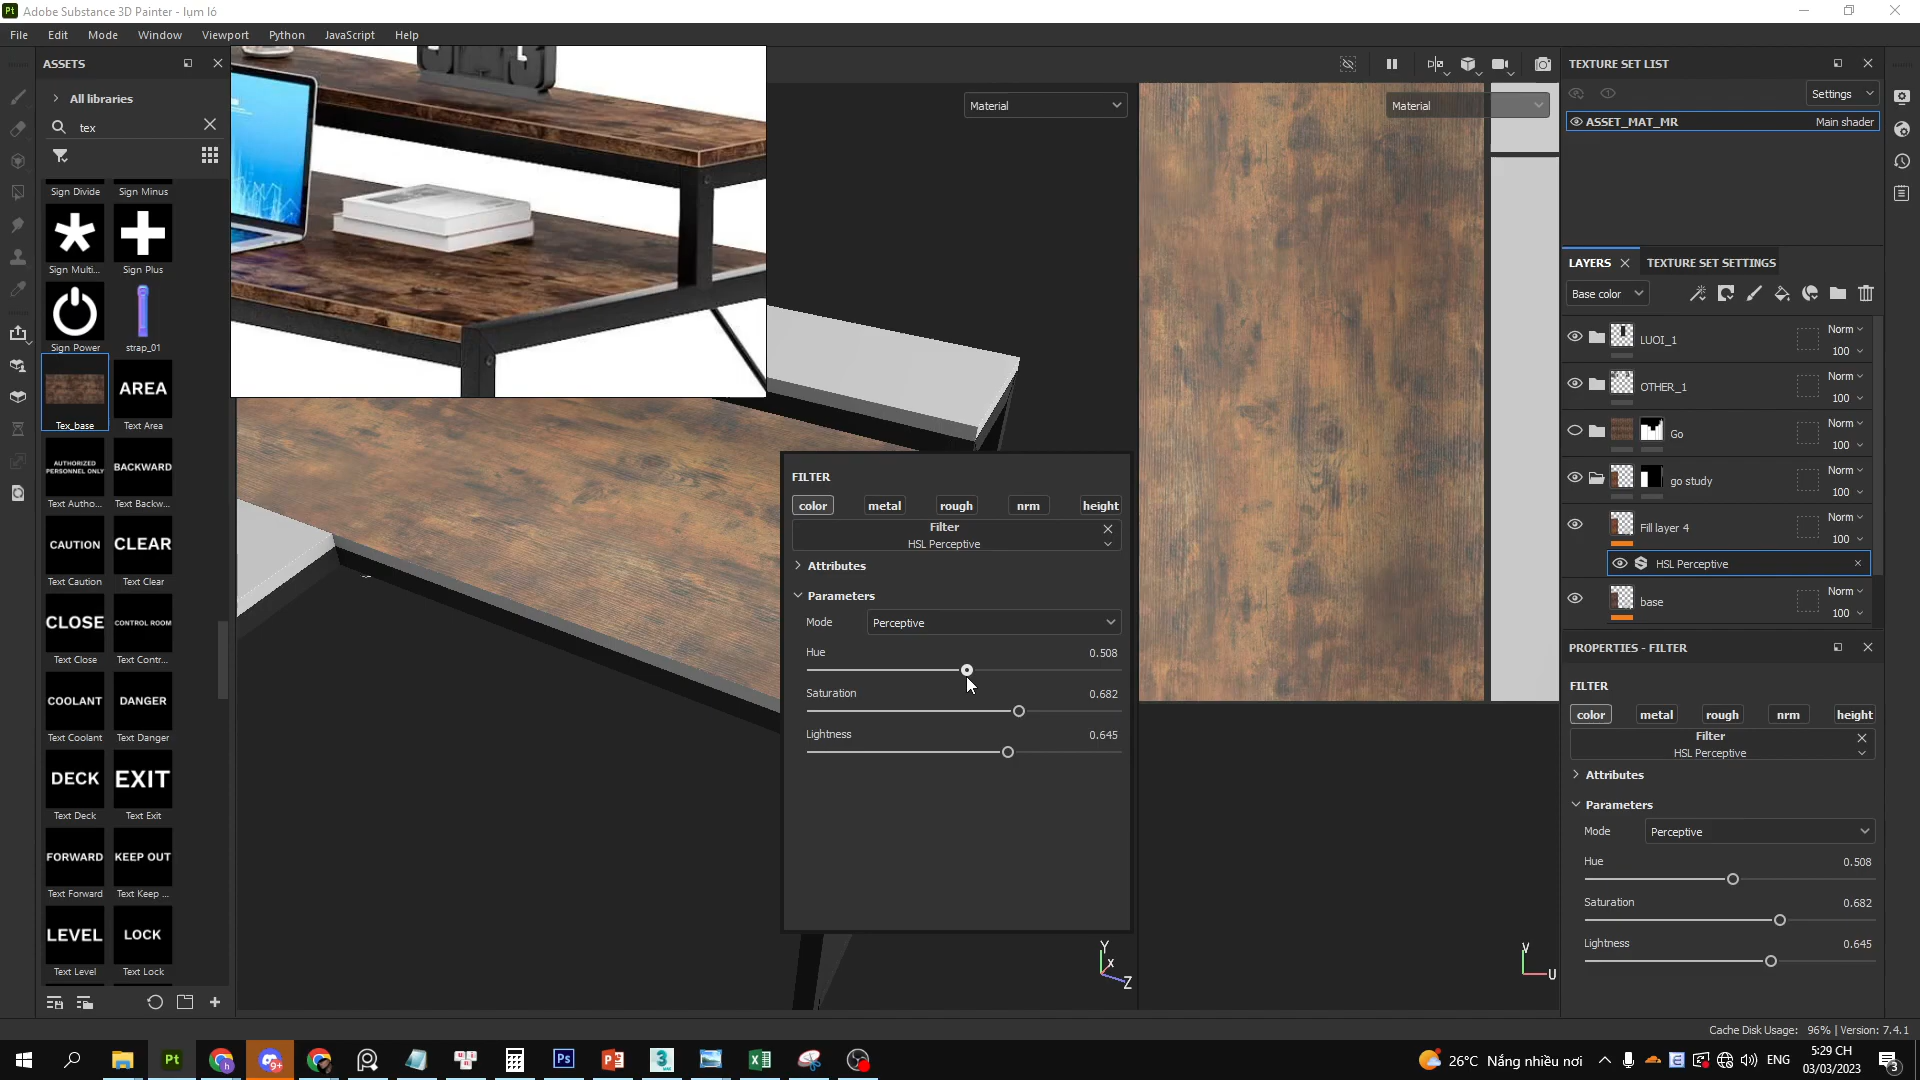 Pt Adobe Substance 3D Painter - lụm ló
File Edit Mode Window Viewport Python JavaScript Help
ASSETS
All libraries
tex
Sign Divide Sign Minus
Sign Multi... Sign Plus
Sign Power strap_01
AREA
Tex_base Text Area
AUTHORIZED
PERSONNEL ONLY
BACKWARD
Text Autho... Text Backw...
CAUTION CLEAR
Text Caution Text Clear
CLOSE CONTROL ROOM
Text Close Text Contr...
COOLANT DANGER
Text Coolant Text Danger
DECK EXIT
Text Deck Text Exit
FORWARD KEEP OUT
Text Forward Text Keep ...
LEVEL LOCK
Text Level Text Lock
Material
Material
FILTER
color metal rough nrm height
Filter
HSL Perceptive
Attributes
Parameters
Mode Perceptive
Hue 0.508
Saturation 0.682
Lightness 0.645
Y
X
Z
V
U
TEXTURE SET LIST
Settings
ASSET_MAT_MR Main shader
LAYERS TEXTURE SET SETTINGS
Base color
LUOI_1 Norm
100
OTHER_1 Norm
100
Go Norm
100
go study Norm
100
Fill layer 4 Norm
100
HSL Perceptive
base Norm
100
PROPERTIES - FILTER
FILTER
color metal rough nrm height
Filter
HSL Perceptive
Attributes
Parameters
Mode Perceptive
Hue 0.508
Saturation 0.682
Lightness 0.645
Cache Disk Usage: 96% | Version: 7.4.1
Pt
Ps
3
26°C Nắng nhiều nơi
ENG
5:29 CH
03/03/2023
3